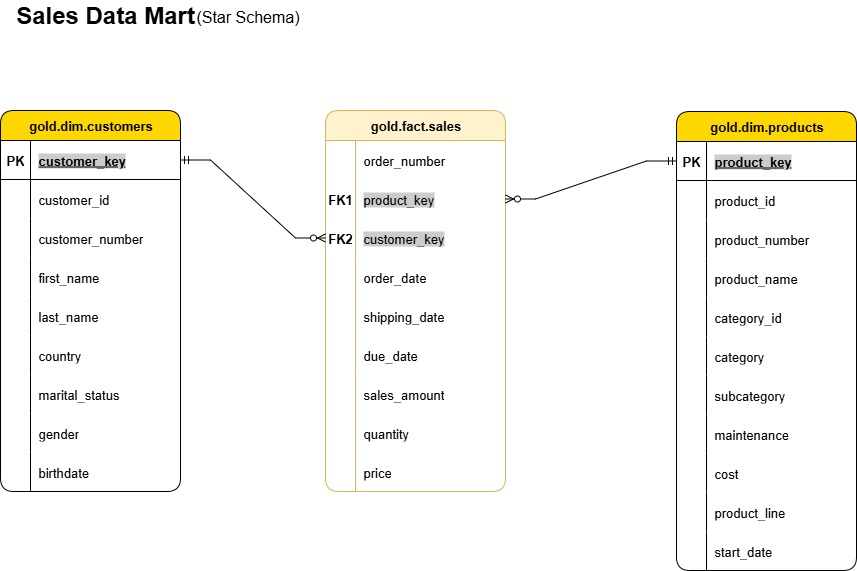 Sales Data Mart(Star Schema)
gold.dim.customers
PK customer_key
customer_id
customer_number
first_name
last_name
country
marital_status
gender
birthdate
gold.fact.sales
order_number
FK1 product_key
FK2 customer_key
order_date
shipping_date
due_date
sales_amount
quantity
price
gold.dim.products
PK product_key
product_id
product_number
product_name
category_id
category
subcategory
maintenance
cost
product_line
start_date